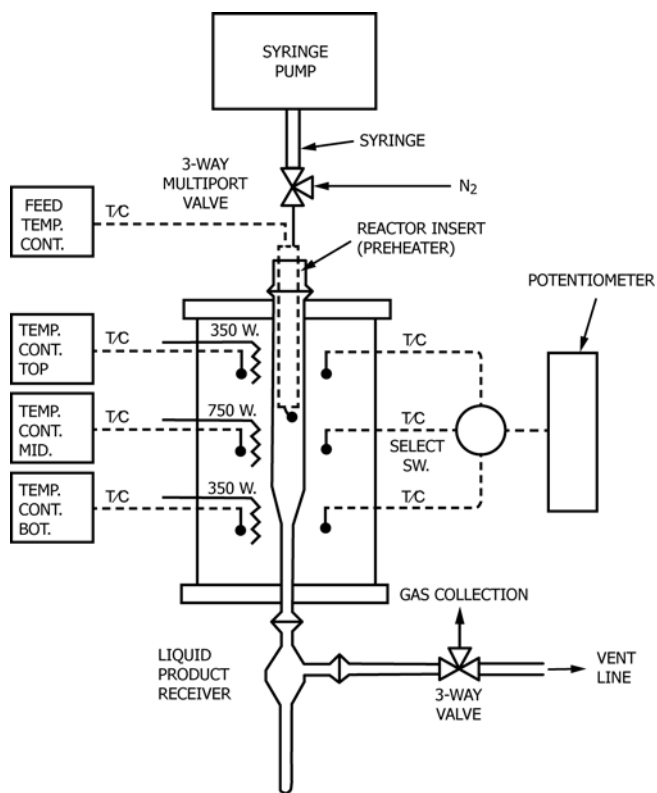 SYRINGE
PUMP
SYRINGE
3-WAY
MULTIPORT
VALVE
N2
FEED
TEMP.
CONT.
T/C
REACTOR INSERT
(PREHEATER)
POTENTIOMETER
TEMP.
CONT.
TOP
T/C
350 W.
T/C
TEMP.
CONT.
MID.
T/C
750 W.
T/C
SELECT
SW.
TEMP.
CONT.
BOT.
T/C
350 W.
T/C
GAS COLLECTION
LIQUID
PRODUCT
RECEIVER
VENT
LINE
3-WAY
VALVE